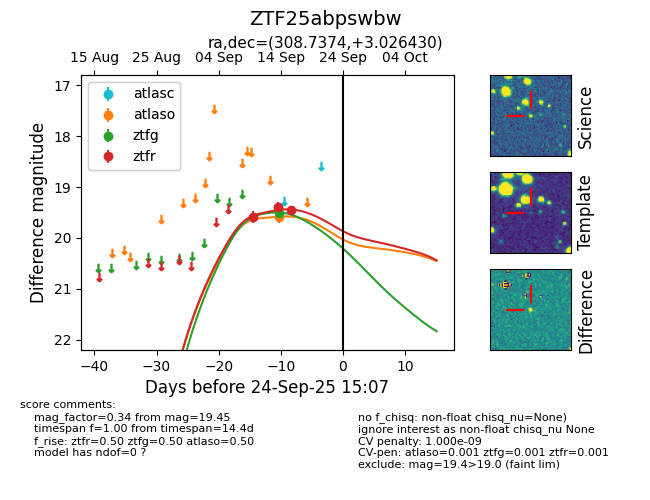 ZTF25abpswbw
ra,dec=(308.7374,+3.026430)
15 Aug 25 Aug 04 Sep 14 Sep 24 Sep 04 Oct
atlasc
atlaso
ztfg
ztfr
17
18
19
20
21
22
Difference magnitude
−40 −30 −20 −10 0 10
Days before 24-Sep-25 15:07
Science
Template
Difference
score comments:
mag_factor=0.34 from mag=19.45
timespan f=1.00 from timespan=14.4d
f_rise: ztfr=0.50 ztfg=0.50 atlaso=0.50
model has ndof=0 ?
no f_chisq: non-float chisq_nu=None)
ignore interest as non-float chisq_nu None
CV penalty: 1.000e-09
CV-pen: atlaso=0.001 ztfg=0.001 ztfr=0.001
exclude: mag=19.4>19.0 (faint lim)